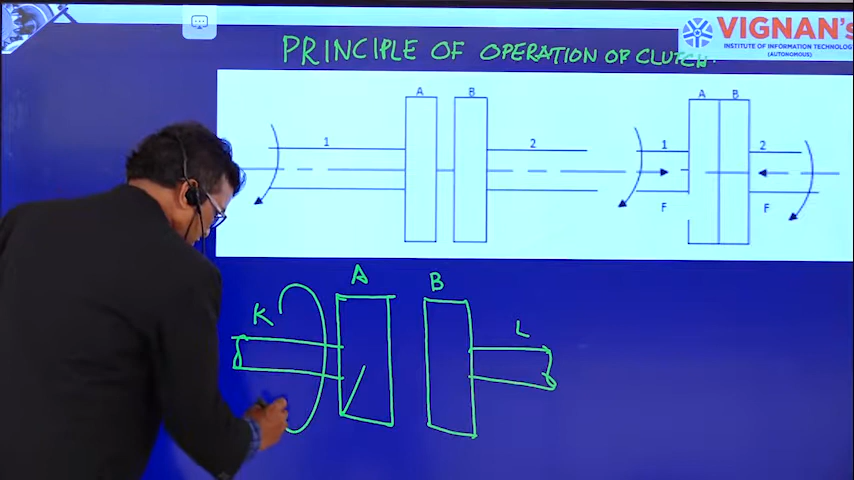 VIGNAN's
INSTITUTE OF INFORMATION TECHNOLOGY
(AUTONOMOUS)
PRINCIPLE OF OPERATION OF CLUTCH.
A B A B
1 2 1 2
F F
A B
K L